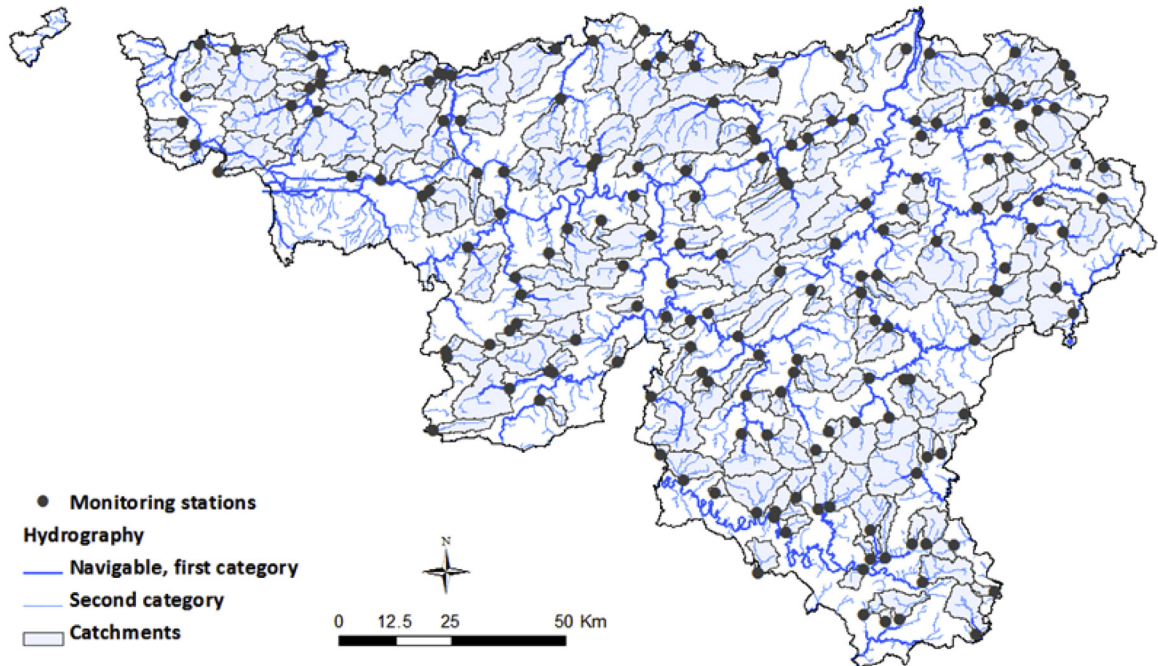 Monitoring stations
Hydrography
Navigable, first category
Second category
Catchments
N
0 12.5 25 50 Km